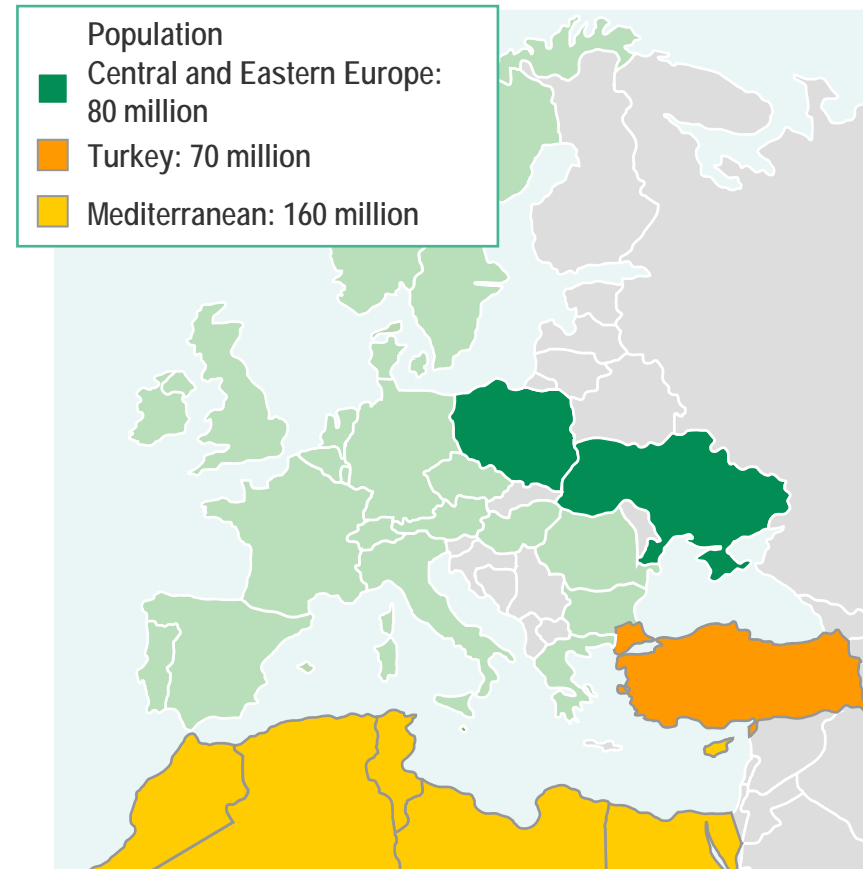 Population
Central and Eastern Europe:
80 million
Turkey: 70 million
Mediterranean: 160 million